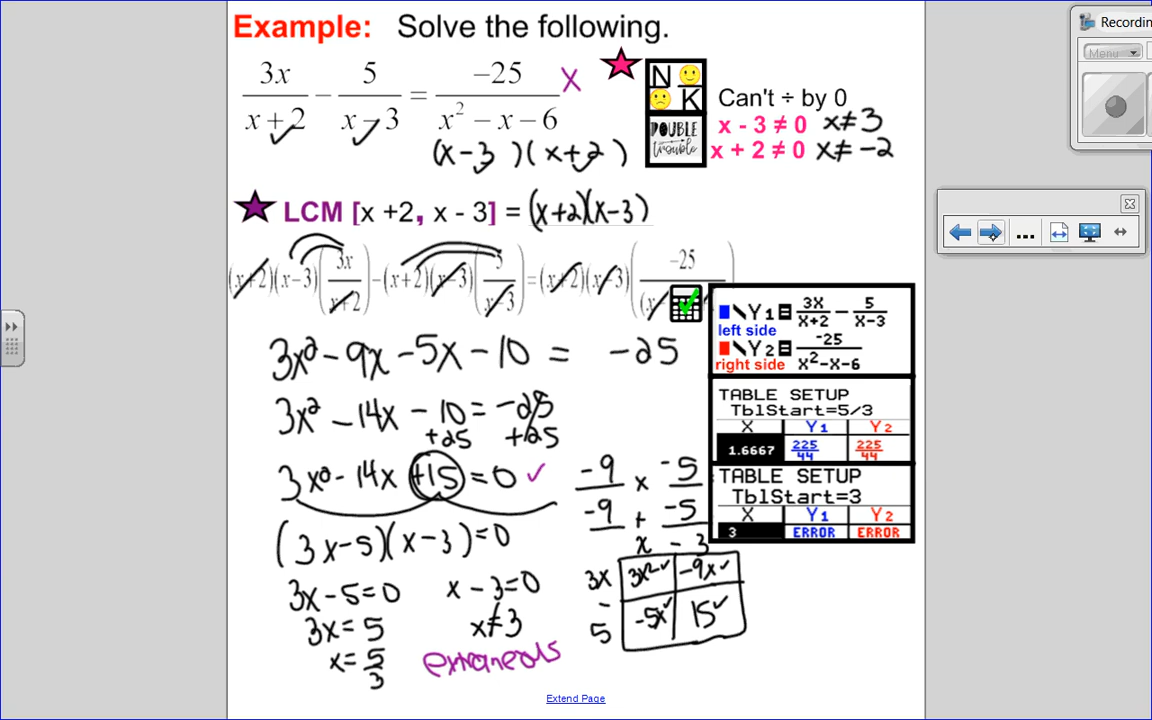 Example: Solve the following.
3x/(x + 2) − 5/(x − 3) = −25/(x² − x − 6) x
(x-3)(x+2)
N
K
DOUBLE
trouble
Can't ÷ by 0
x - 3 ≠ 0 x≠3
x + 2 ≠ 0 x≠ -2
LCM [x +2, x - 3] = (x+2)(x-3)
(x+2)(x−3)(3x/(x+2)) − (x+2)(x−3)(5/(x−3)) = (x+2)(x−3)(−25/(x
3x² - 9x - 5x - 10 = -25
3x² - 14x - 10 = -25
+25 +25
3x² - 14x +15 = 0 ✓
(3x-5)(x-3)=0
3x-5=0 x-3=0
3x=5 x≠3
x=5/3 extraneous
-9 x -5
-9 + -5
x - 3
3x 3x²✓ -9x✓
-
5 -5x✓ 15✓
\Y1=3X/(X+2) − 5/(X−3)
left side
\Y2=-25/(X²−X−6)
right side
TABLE SETUP
TblStart=5/3
X Y1 Y2
1.6667 225/44 225/44
TABLE SETUP
TblStart=3
X Y1 Y2
3 ERROR ERROR
Extend Page
Recordin
Menu
...